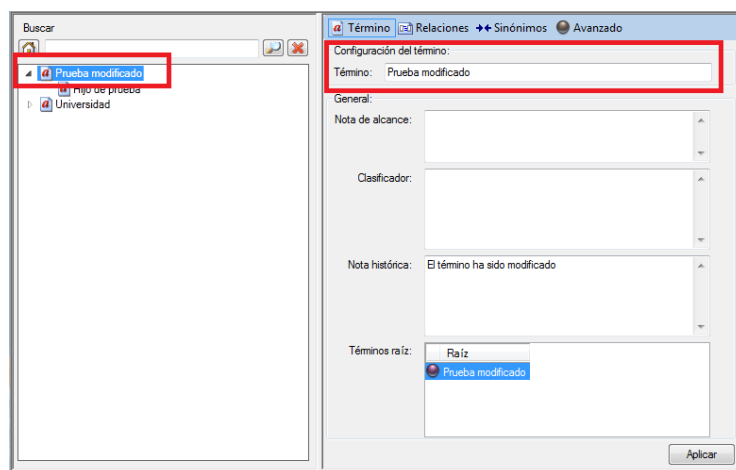 Buscar
Prueba modificado
Hijo de prueba
Universidad
Término Relaciones Sinónimos Avanzado
Configuración del término:
Término: Prueba modificado
General:
Nota de alcance:
Clasificador:
Nota histórica: El término ha sido modificado
Términos raíz:
Raíz
Prueba modificado
Aplicar